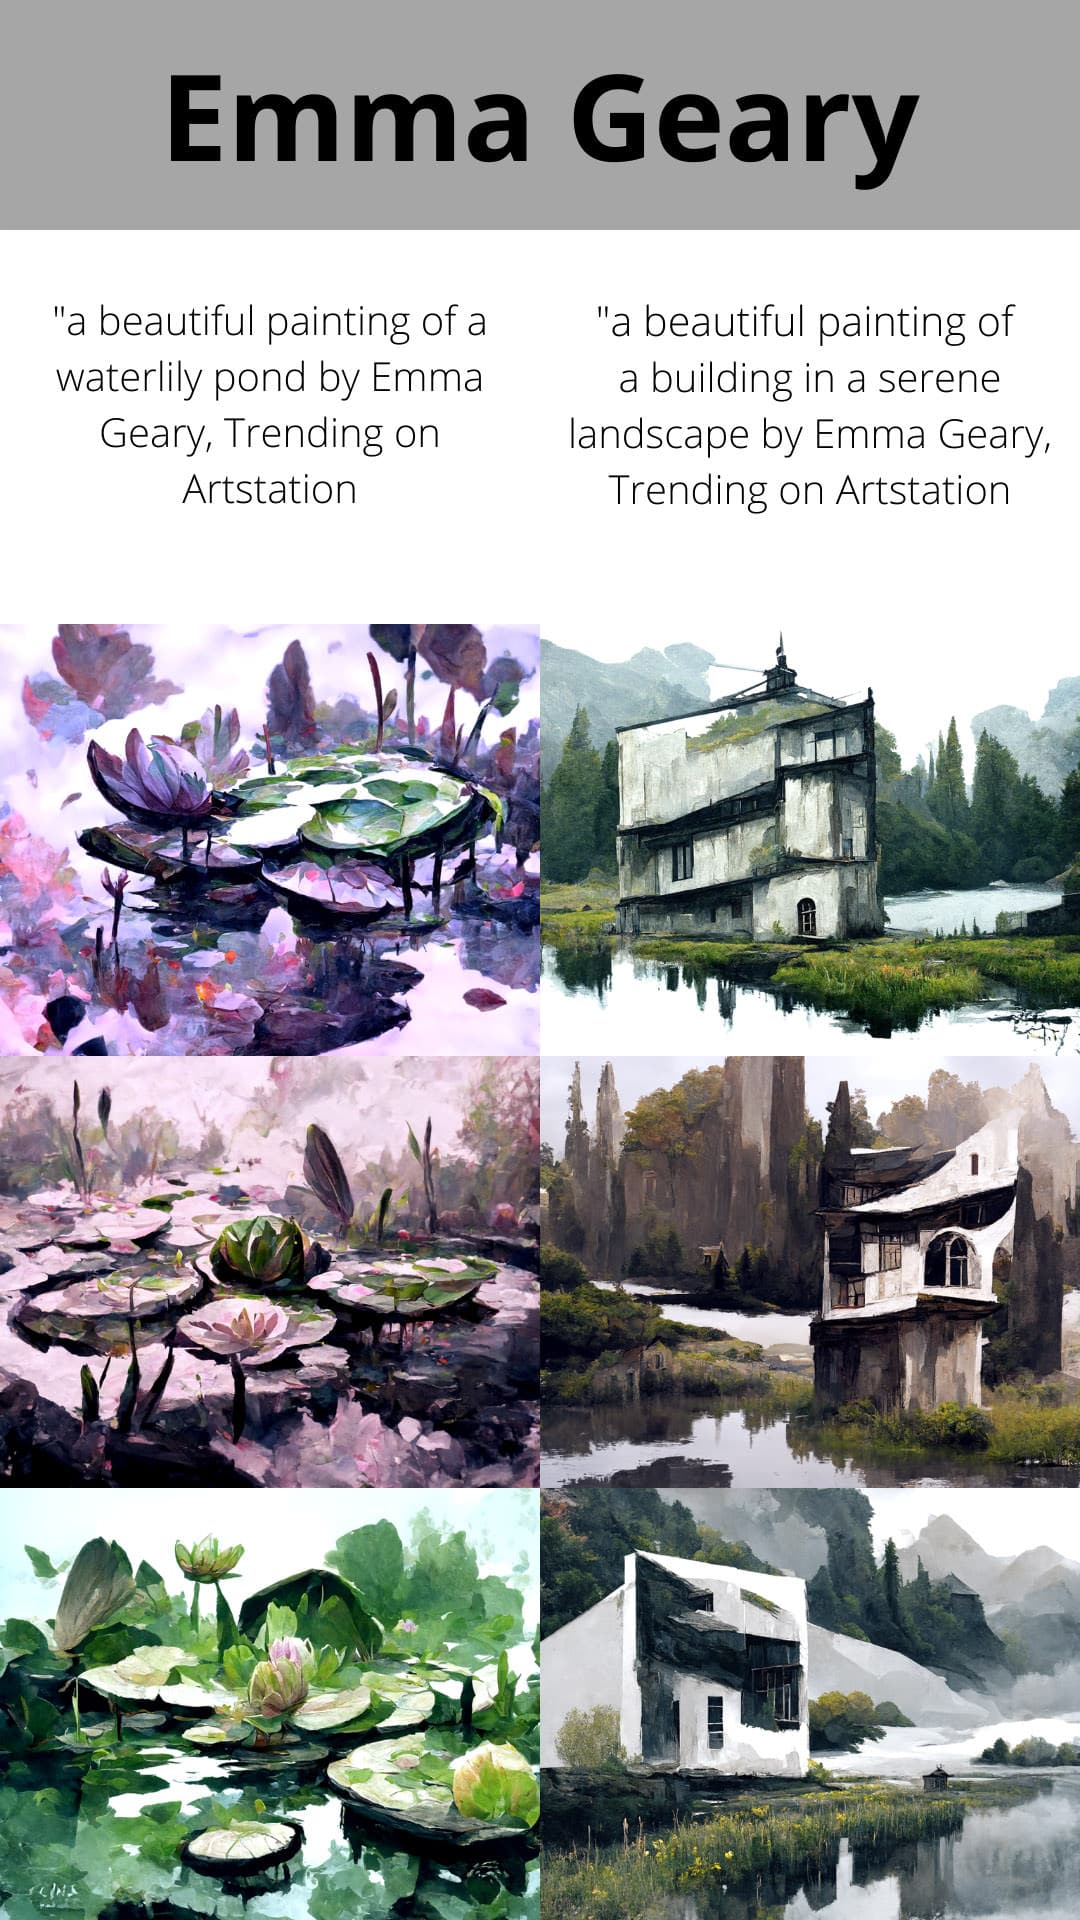 Emma Geary
"a beautiful painting of a
waterlily pond by Emma
Geary, Trending on
Artstation
"a beautiful painting of
a building in a serene
landscape by Emma Geary,
Trending on Artstation